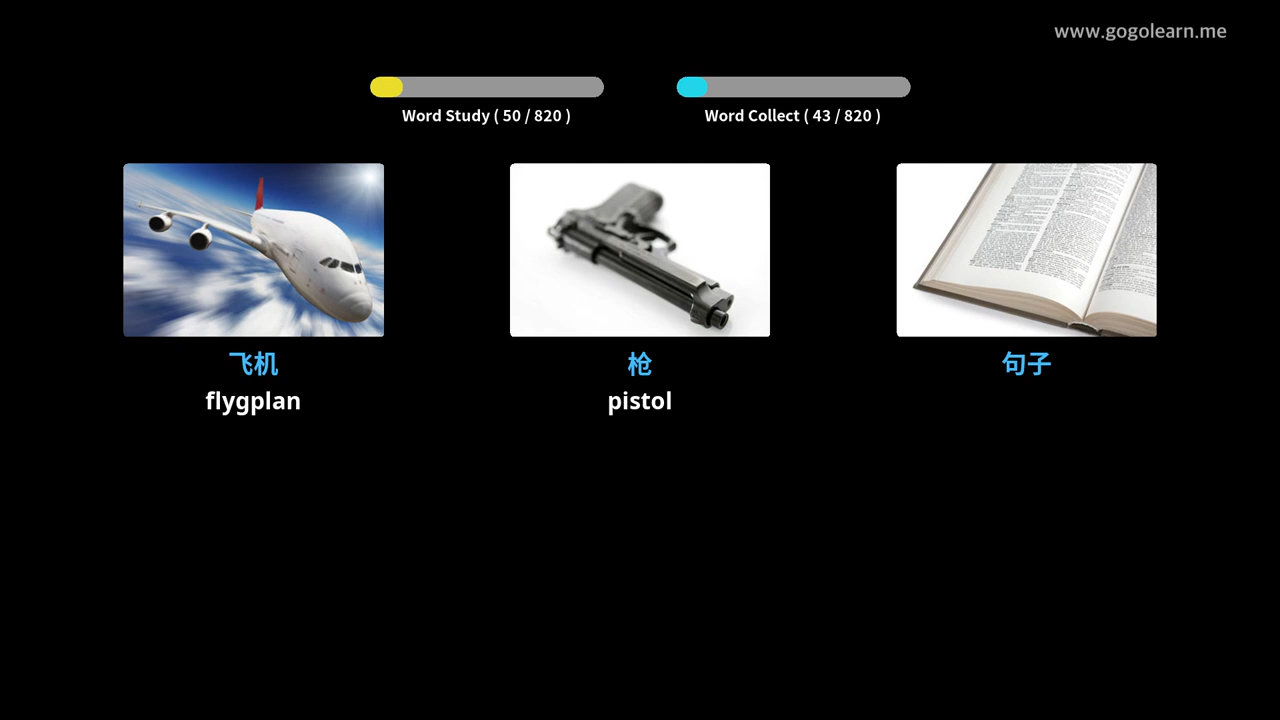 www.gogolearn.me
Word Study ( 50 / 820 )
Word Collect ( 43 / 820 )
飞机
枪
句子
flygplan
pistol